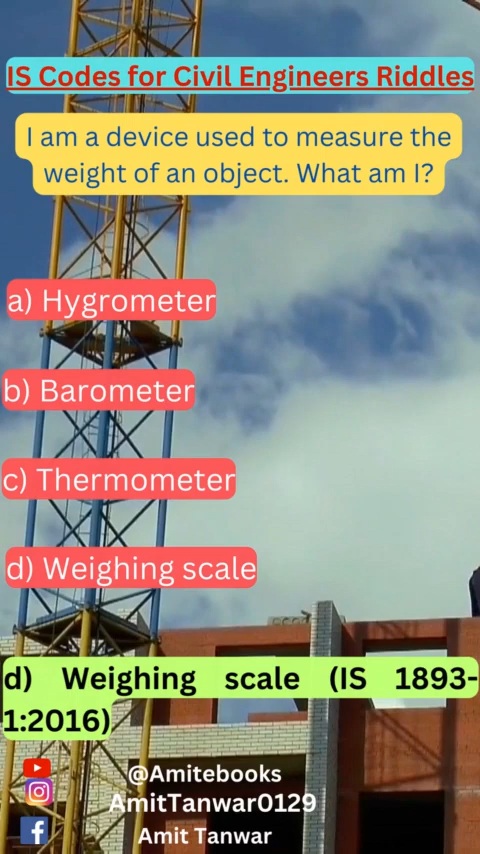 IS Codes for Civil Engineers Riddles
I am a device used to measure the
weight of an object. What am I?
a) Hygrometer
b) Barometer
c) Thermometer
d) Weighing scale
d) Weighing scale (IS 1893-
1:2016)
@Amitebooks
AmitTanwar0129
Amit Tanwar